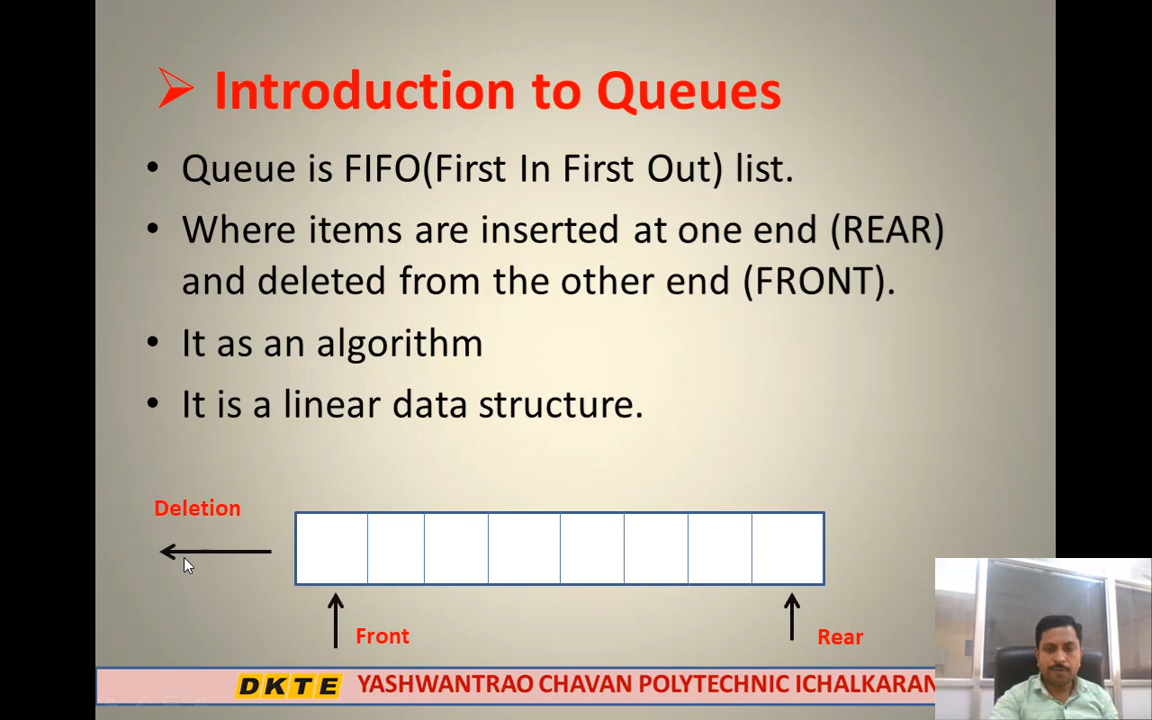 Introduction to Queues
• Queue is FIFO(First In First Out) list.
• Where items are inserted at one end (REAR)
and deleted from the other end (FRONT).
• It as an algorithm
• It is a linear data structure.
Deletion
Front
Rear
DKTE YASHWANTRAO CHAVAN POLYTECHNIC ICHALKARAN